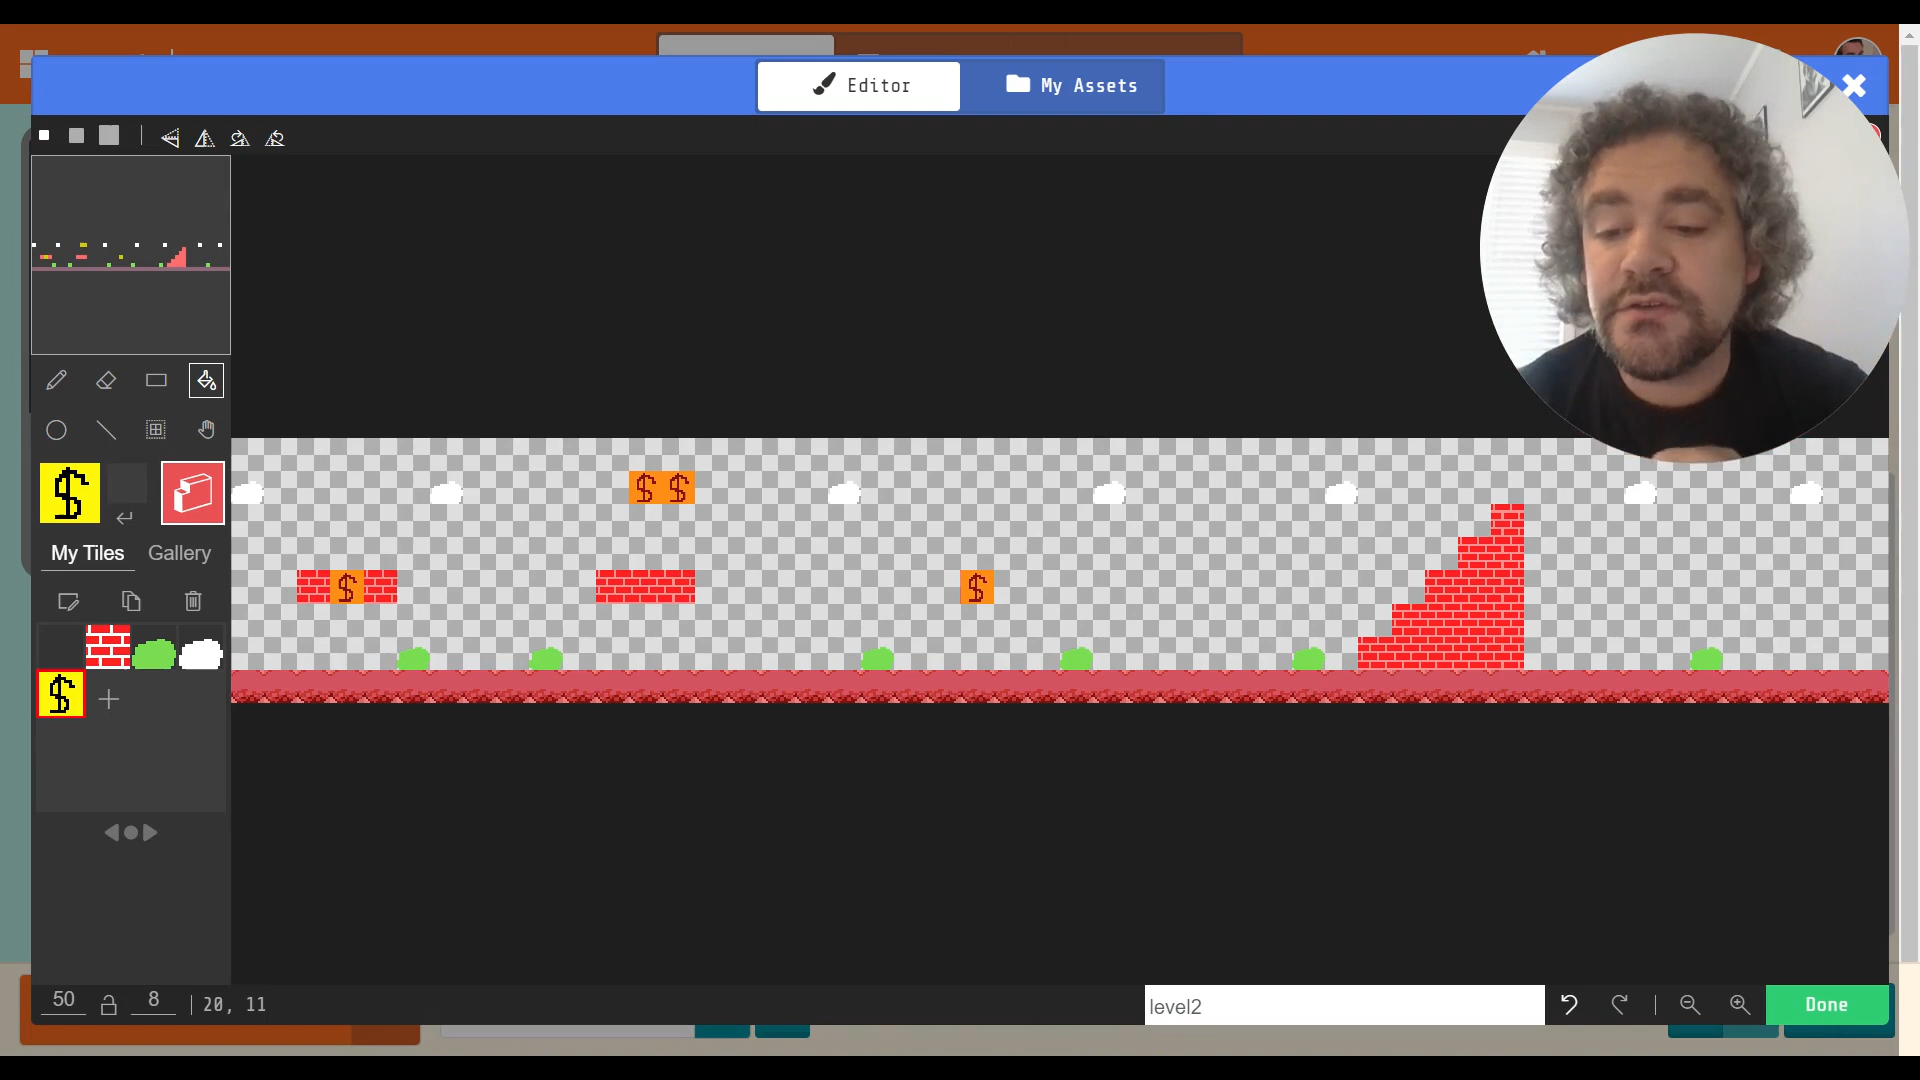 Editor
My Assets
$ $
$
$
$
My Tiles
Gallery
$
50
8
20, 11
level2
Done